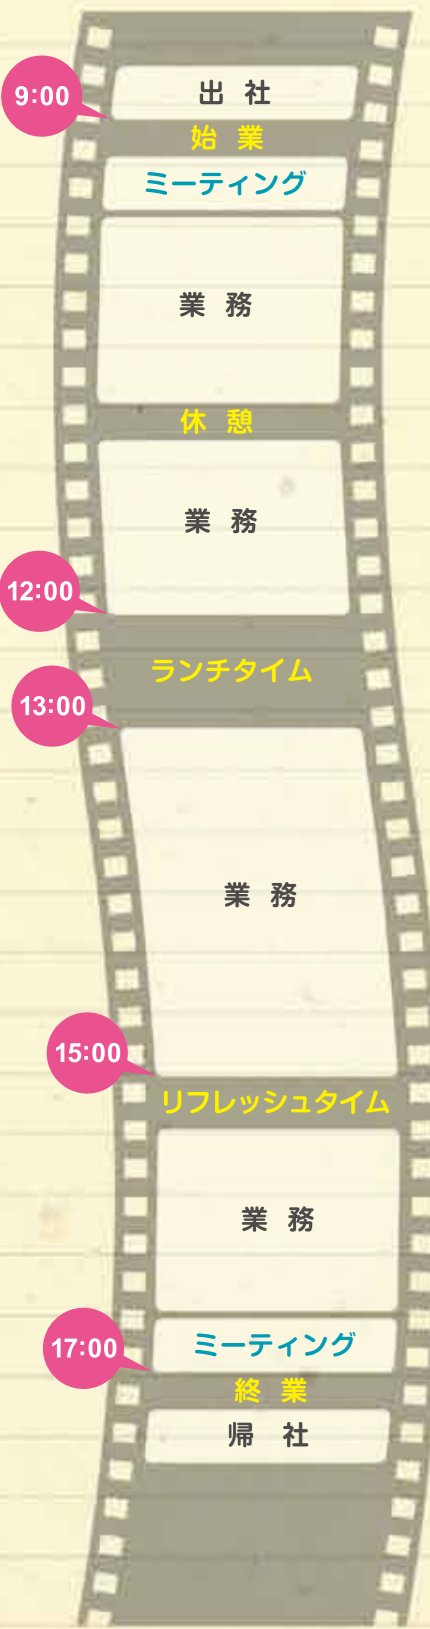 出社
9:00
始業
ミーティング
業務
休憩
業務
12:00
ランチタイム
13:00
業務
15:00
リフレッシュタイム
業務
ミーティング
17:00
終業
帰社